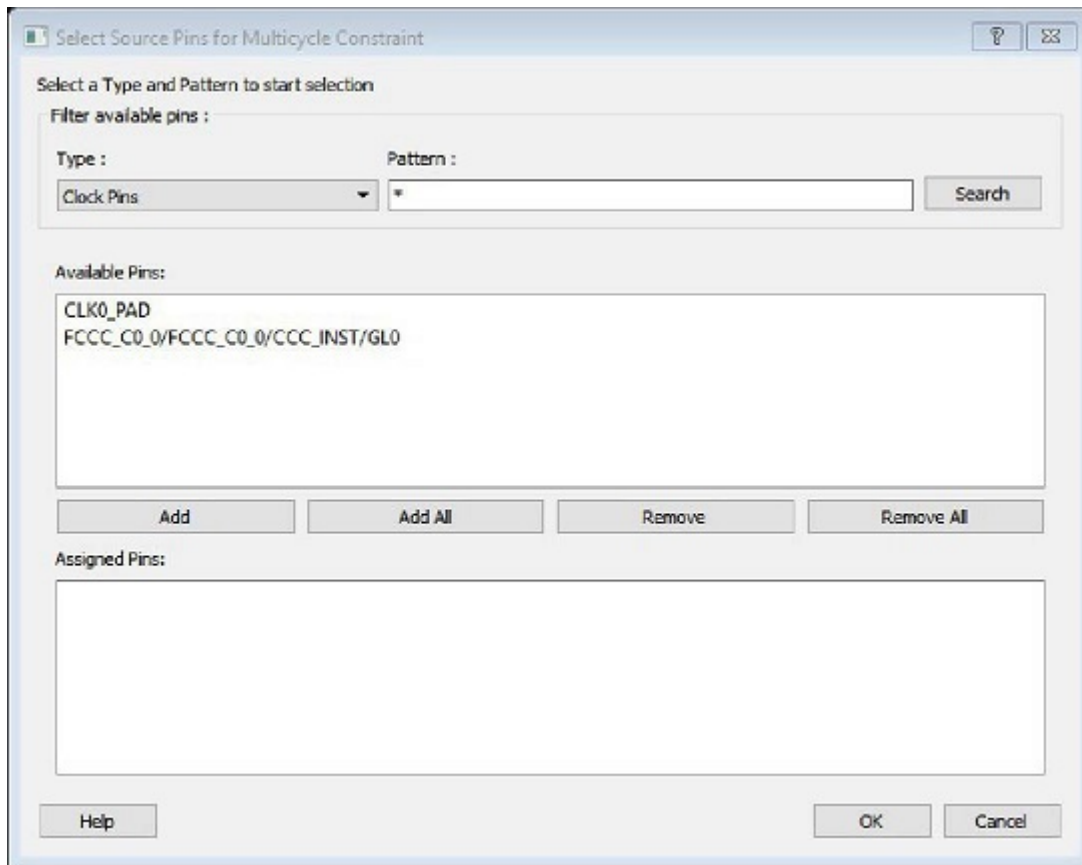 Select Source Pins for Multicycle Constraint
Select a Type and Pattern to start selection
Filter available pins :
Type : Pattern :
Clock Pins * Search
Available Pins:
CLK0_PAD
FCCC_C0_0/FCCC_C0_0/CCC_INST/GL0
Add Add All Remove Remove All
Assigned Pins:
Help OK Cancel